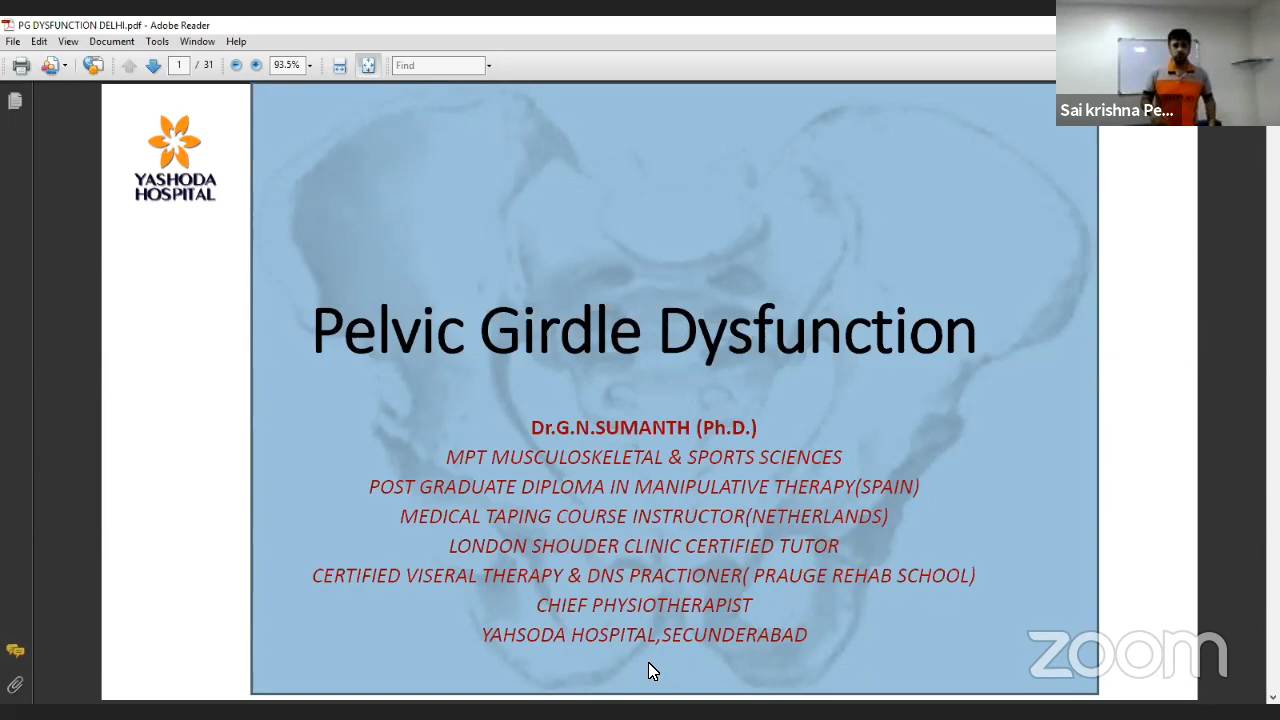 PG DYSFUNCTION DELHI.pdf - Adobe Reader
File Edit View Document Tools Window Help
1 / 31 93.5% Find
Sai krishna Pe...
YASHODA
HOSPITAL
Pelvic Girdle Dysfunction
Dr.G.N.SUMANTH (Ph.D.)
MPT MUSCULOSKELETAL & SPORTS SCIENCES
POST GRADUATE DIPLOMA IN MANIPULATIVE THERAPY(SPAIN)
MEDICAL TAPING COURSE INSTRUCTOR(NETHERLANDS)
LONDON SHOUDER CLINIC CERTIFIED TUTOR
CERTIFIED VISERAL THERAPY & DNS PRACTIONER( PRAUGE REHAB SCHOOL)
CHIEF PHYSIOTHERAPIST
YAHSODA HOSPITAL,SECUNDERABAD
zoom